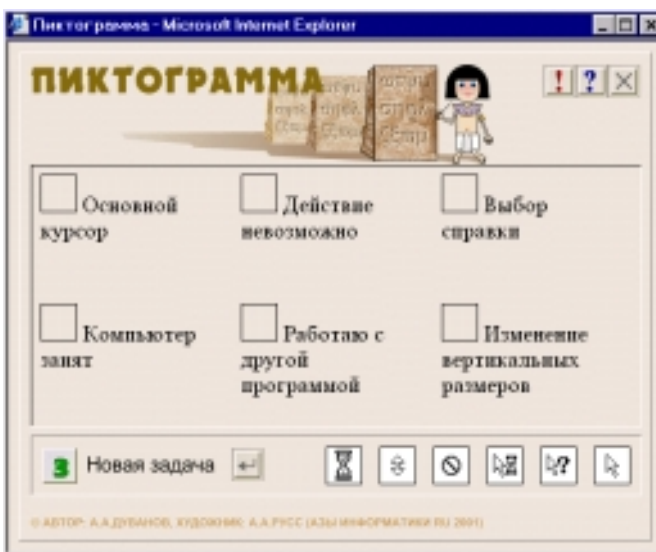 Пиктограмма - Microsoft Internet Explorer
ПИКТОГРАММА
! ?
Основной
курсор
Действие
невозможно
Выбор
справки
Компьютер
занят
Работаю с
другой
программой
Изменение
вертикальных
размеров
3 Новая задача
?
© АВТОР: А.А.ДУВАНОВ, ХУДОЖНИК: А.А.РУСС (АЗЫ ИНФОРМАТИКИ RU 2001)